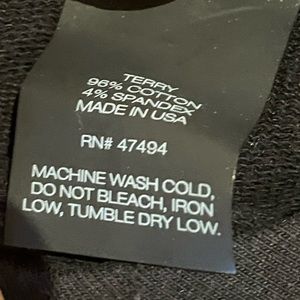 TERRY
96% COTTON
4% SPANDEX
MADE IN USA
RN# 47494
MACHINE WASH COLD,
DO NOT BLEACH, IRON
LOW, TUMBLE DRY LOW.